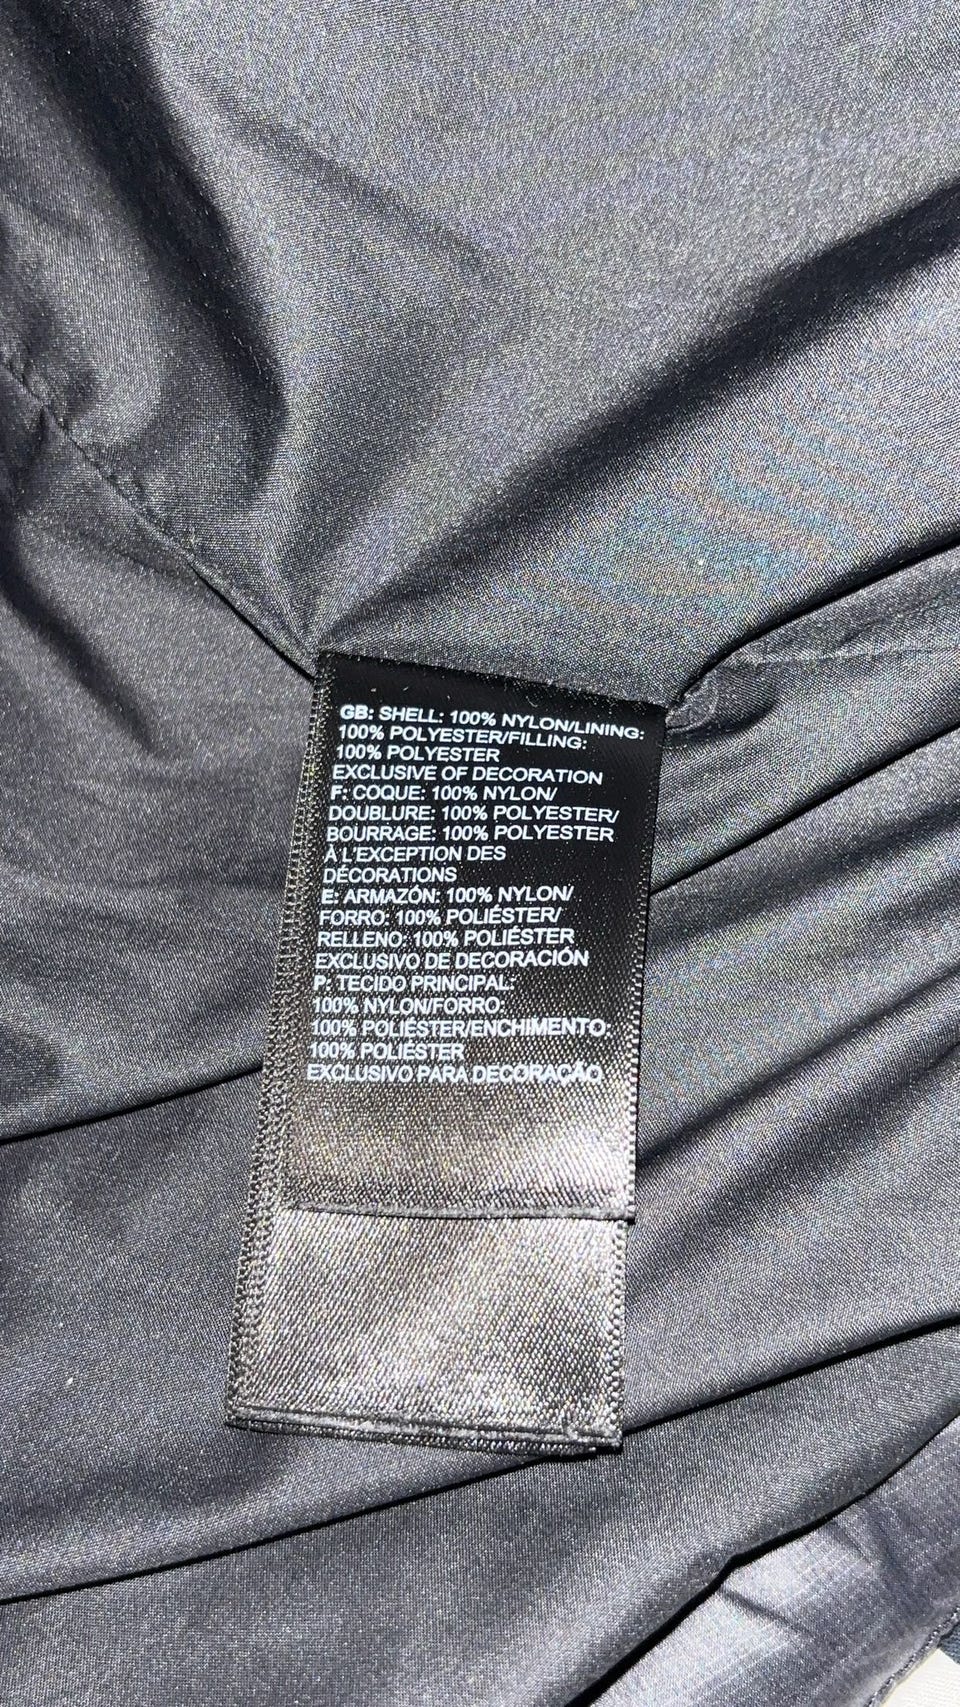 GB: SHELL: 100% NYLON/LINING:
100% POLYESTER/FILLING:
100% POLYESTER
EXCLUSIVE OF DECORATION
F: COQUE: 100% NYLON/
DOUBLURE: 100% POLYESTER/
BOURRAGE: 100% POLYESTER
À L'EXCEPTION DES
DÉCORATIONS
E: ARMAZÓN: 100% NYLON/
FORRO: 100% POLIÉSTER/
RELLENO: 100% POLIÉSTER
EXCLUSIVO DE DECORACIÓN
P: TECIDO PRINCIPAL:
100% NYLON/FORRO:
100% POLIÉSTER/ENCHIMENTO:
100% POLIÉSTER
EXCLUSIVO PARA DECORAÇÃO